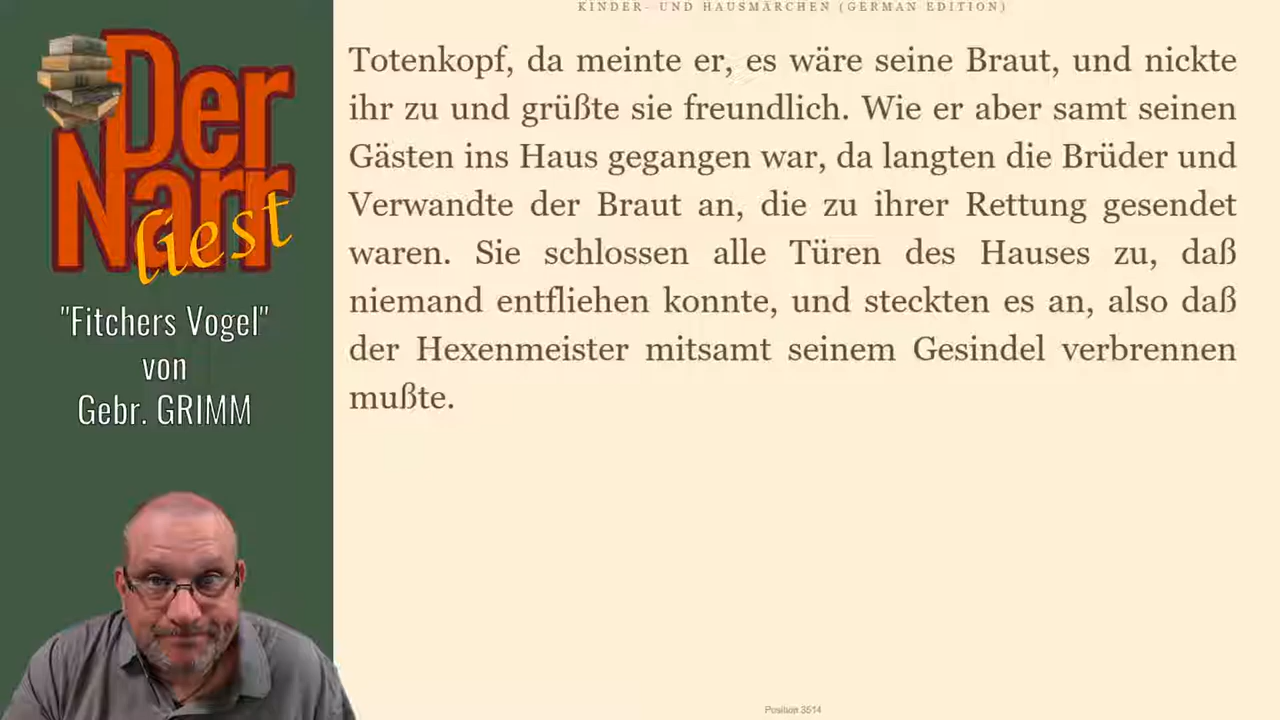 KINDER- UND HAUSMÄRCHEN (GERMAN EDITION)
Der
Narr
liest
"Fitchers Vogel"
von
Gebr. GRIMM
Totenkopf, da meinte er, es wäre seine Braut, und nickte
ihr zu und grüßte sie freundlich. Wie er aber samt seinen
Gästen ins Haus gegangen war, da langten die Brüder und
Verwandte der Braut an, die zu ihrer Rettung gesendet
waren. Sie schlossen alle Türen des Hauses zu, daß
niemand entfliehen konnte, und steckten es an, also daß
der Hexenmeister mitsamt seinem Gesindel verbrennen
mußte.
Position 3514